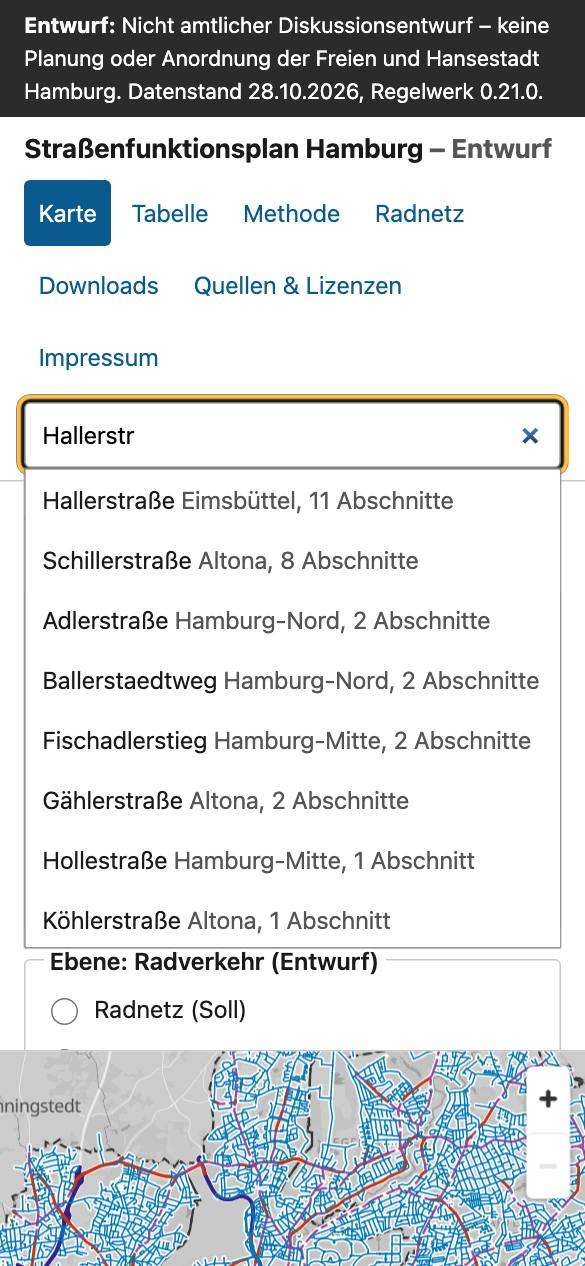 Entwurf: Nicht amtlicher Diskussionsentwurf – keine
Planung oder Anordnung der Freien und Hansestadt
Hamburg. Datenstand 28.10.2026, Regelwerk 0.21.0.
Straßenfunktionsplan Hamburg – Entwurf
Karte Tabelle Methode Radnetz
Downloads Quellen & Lizenzen
Impressum
Hallerstr
Hallerstraße Eimsbüttel, 11 Abschnitte
Schillerstraße Altona, 8 Abschnitte
Adlerstraße Hamburg-Nord, 2 Abschnitte
Ballerstaedtweg Hamburg-Nord, 2 Abschnitte
Fischadlerstieg Hamburg-Mitte, 2 Abschnitte
Gählerstraße Altona, 2 Abschnitte
Hollestraße Hamburg-Mitte, 1 Abschnitt
Köhlerstraße Altona, 1 Abschnitt
Ebene: Radverkehr (Entwurf)
Radnetz (Soll)
nningstedt